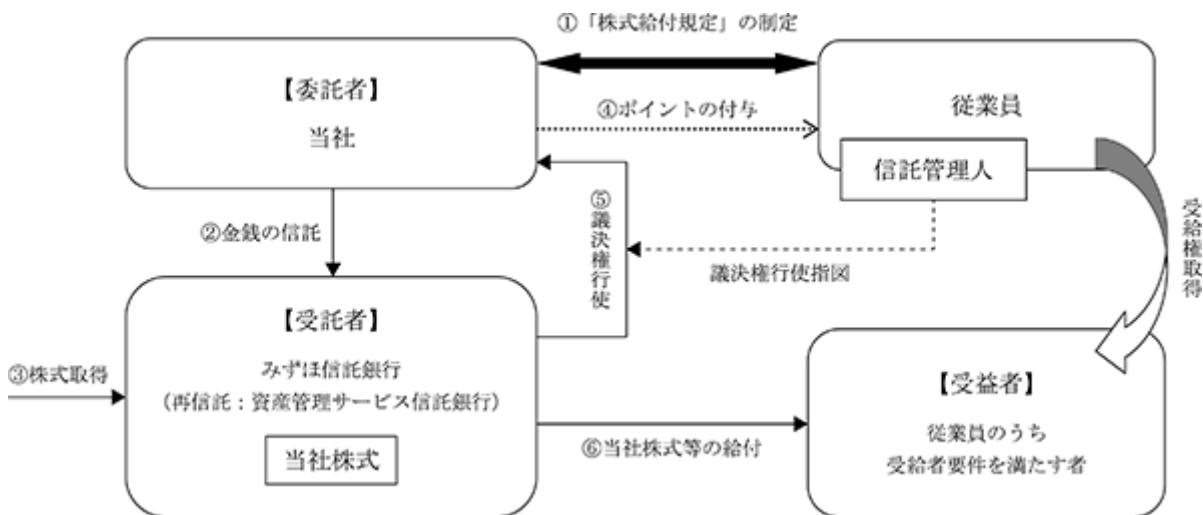 ①「株式給付規定」の制定
【委託者】
当社
従業員
④ポイントの付与
信託管理人
②金銭の信託
⑤議決権行使
議決権行使指図
受給権取得
【受託者】
みずほ信託銀行
(再信託:資産管理サービス信託銀行)
当社株式
③株式取得
⑥当社株式等の給付
【受益者】
従業員のうち
受給者要件を満たす者